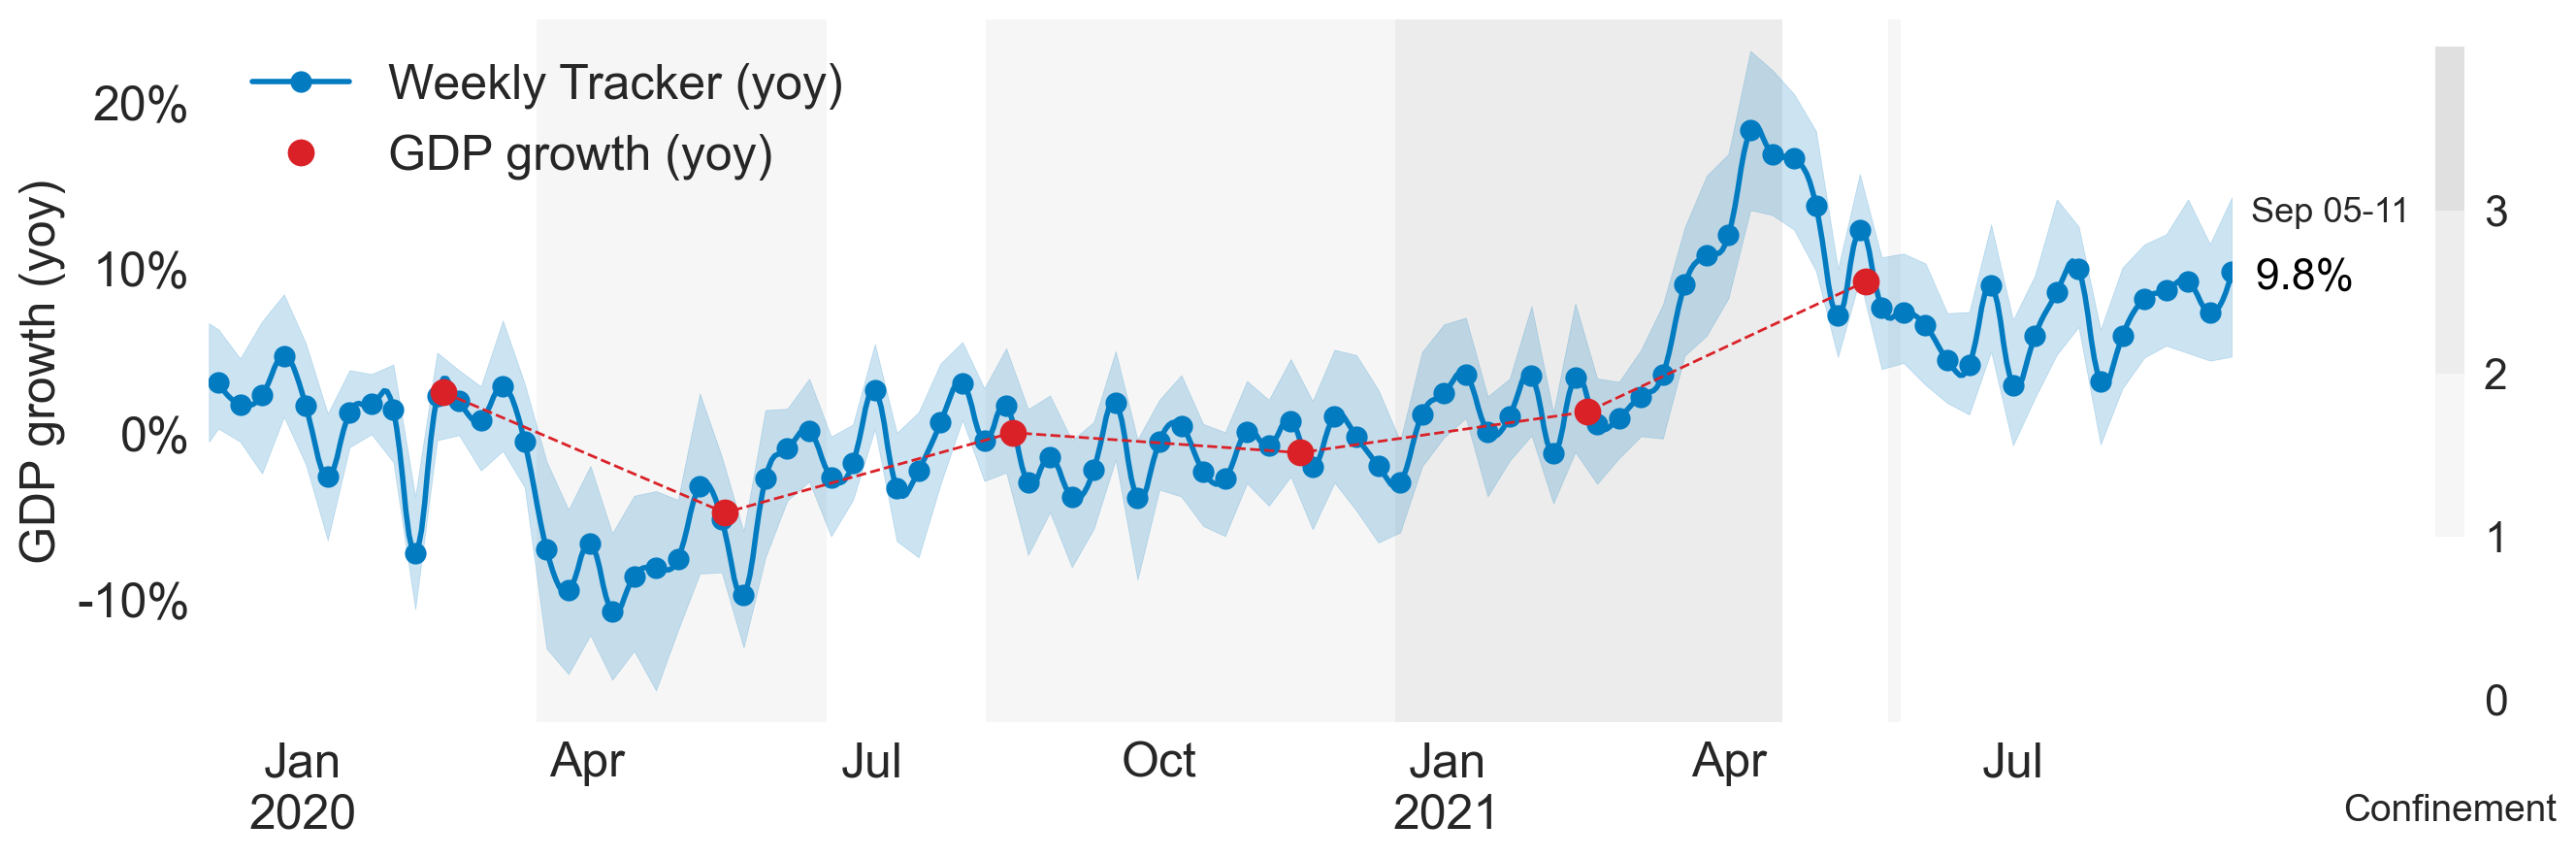 Weekly Tracker (yoy)
GDP growth (yoy)
GDP growth (yoy)
20%
10%
0%
-10%
Sep 05-11
9.8%
3
2
1
0
Jan Apr Jul Oct Jan Apr Jul
2020 2021
Confinement